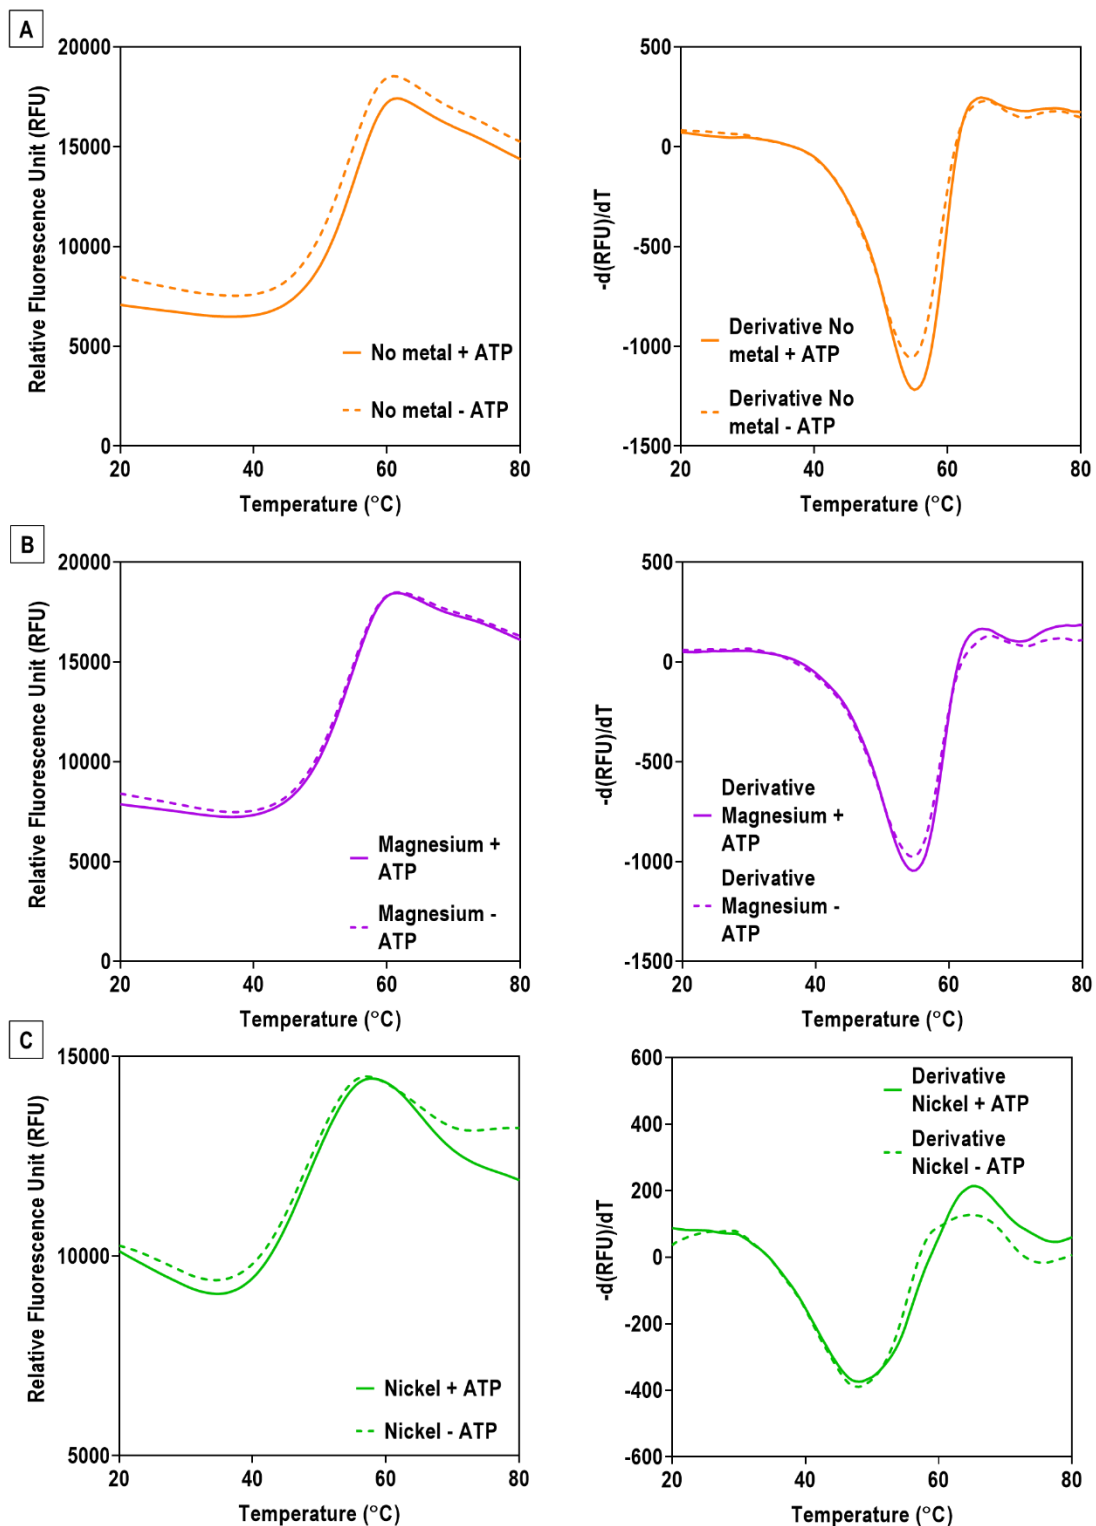 A
20000
15000
10000
5000
0
20
40
60
80
Relative Fluorescence Unit (RFU)
Temperature (°C)
No metal + ATP
No metal - ATP
500
0
-500
-1000
-1500
20
40
60
80
-d(RFU)/dT
Temperature (°C)
Derivative No
metal + ATP
Derivative No
metal - ATP
B
20000
15000
10000
5000
0
20
40
60
80
Relative Fluorescence Unit (RFU)
Temperature (°C)
Magnesium +
ATP
Magnesium -
ATP
500
0
-500
-1000
-1500
20
40
60
80
-d(RFU)/dT
Temperature (°C)
Derivative
Magnesium +
ATP
Derivative
Magnesium -
ATP
C
15000
10000
5000
20
40
60
80
Relative Fluorescence Unit (RFU)
Temperature (°C)
Nickel + ATP
Nickel - ATP
600
400
200
0
-200
-400
-600
20
40
60
80
-d(RFU)/dT
Temperature (°C)
Derivative
Nickel + ATP
Derivative
Nickel - ATP